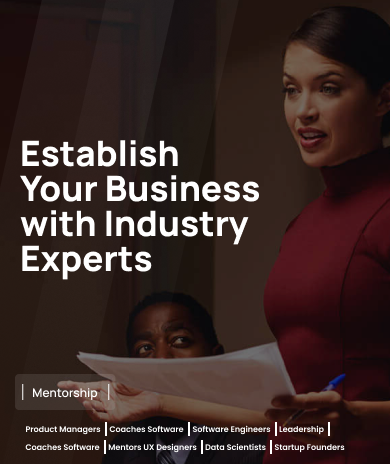 Establish
Your Business
with Industry
Experts
| Mentorship |
Product Managers | Coaches Software | Software Engineers | Leadership |
Coaches Software | Mentors UX Designers | Data Scientists | Startup Founders